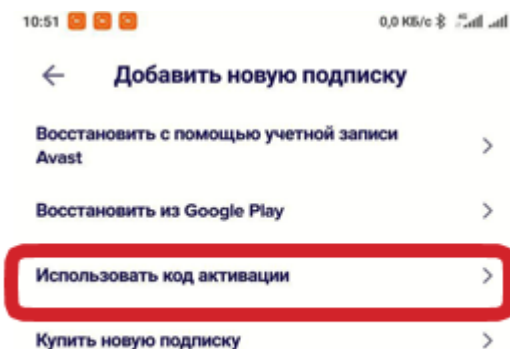 10:51 0,0 КБ/с 4G
← Добавить новую подписку
Восстановить с помощью учетной записи
Avast
Восстановить из Google Play
Использовать код активации
Купить новую подписку